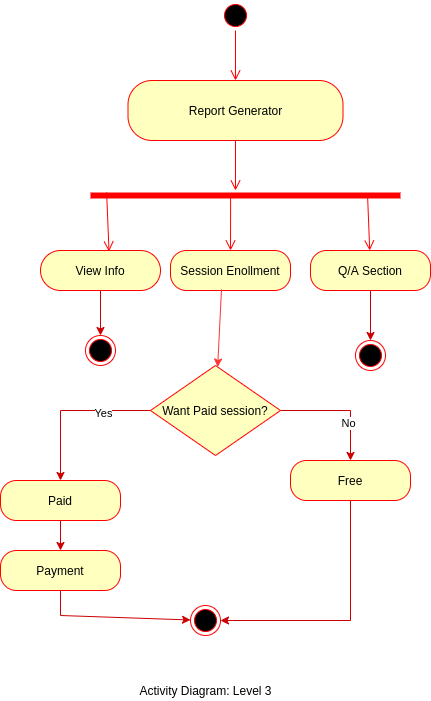 Report Generator
View Info
Session Enollment
Q/A Section
Want Paid session?
Yes
No
Paid
Free
Payment
Activity Diagram: Level 3